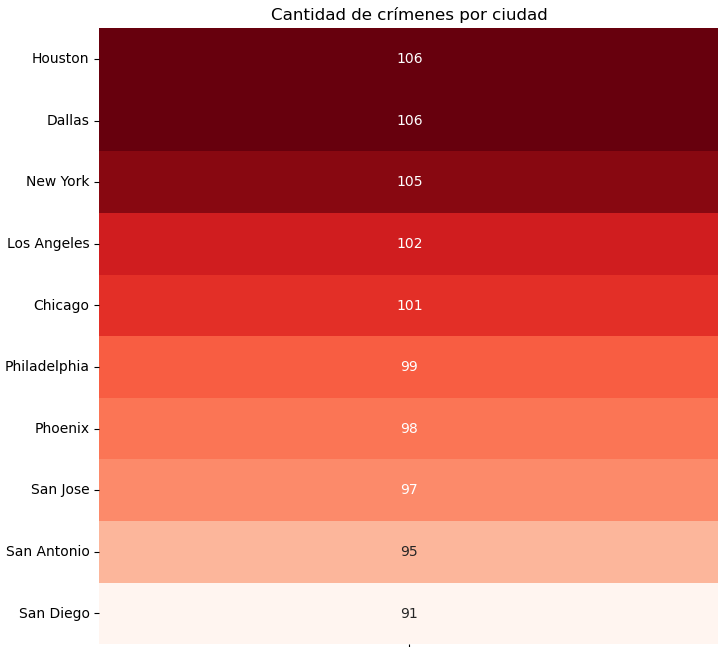 Cantidad de crímenes por ciudad
Houston 106
Dallas 106
New York 105
Los Angeles 102
Chicago 101
Philadelphia 99
Phoenix 98
San Jose 97
San Antonio 95
San Diego 91